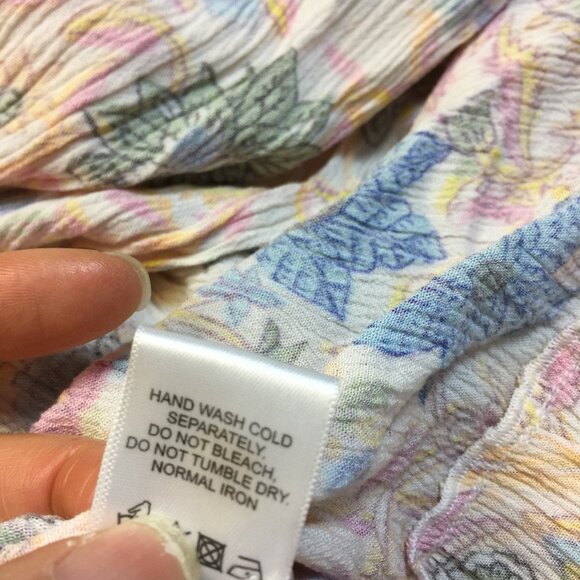 HAND WASH COLD
SEPARATELY.
DO NOT BLEACH,
DO NOT TUMBLE DRY.
NORMAL IRON